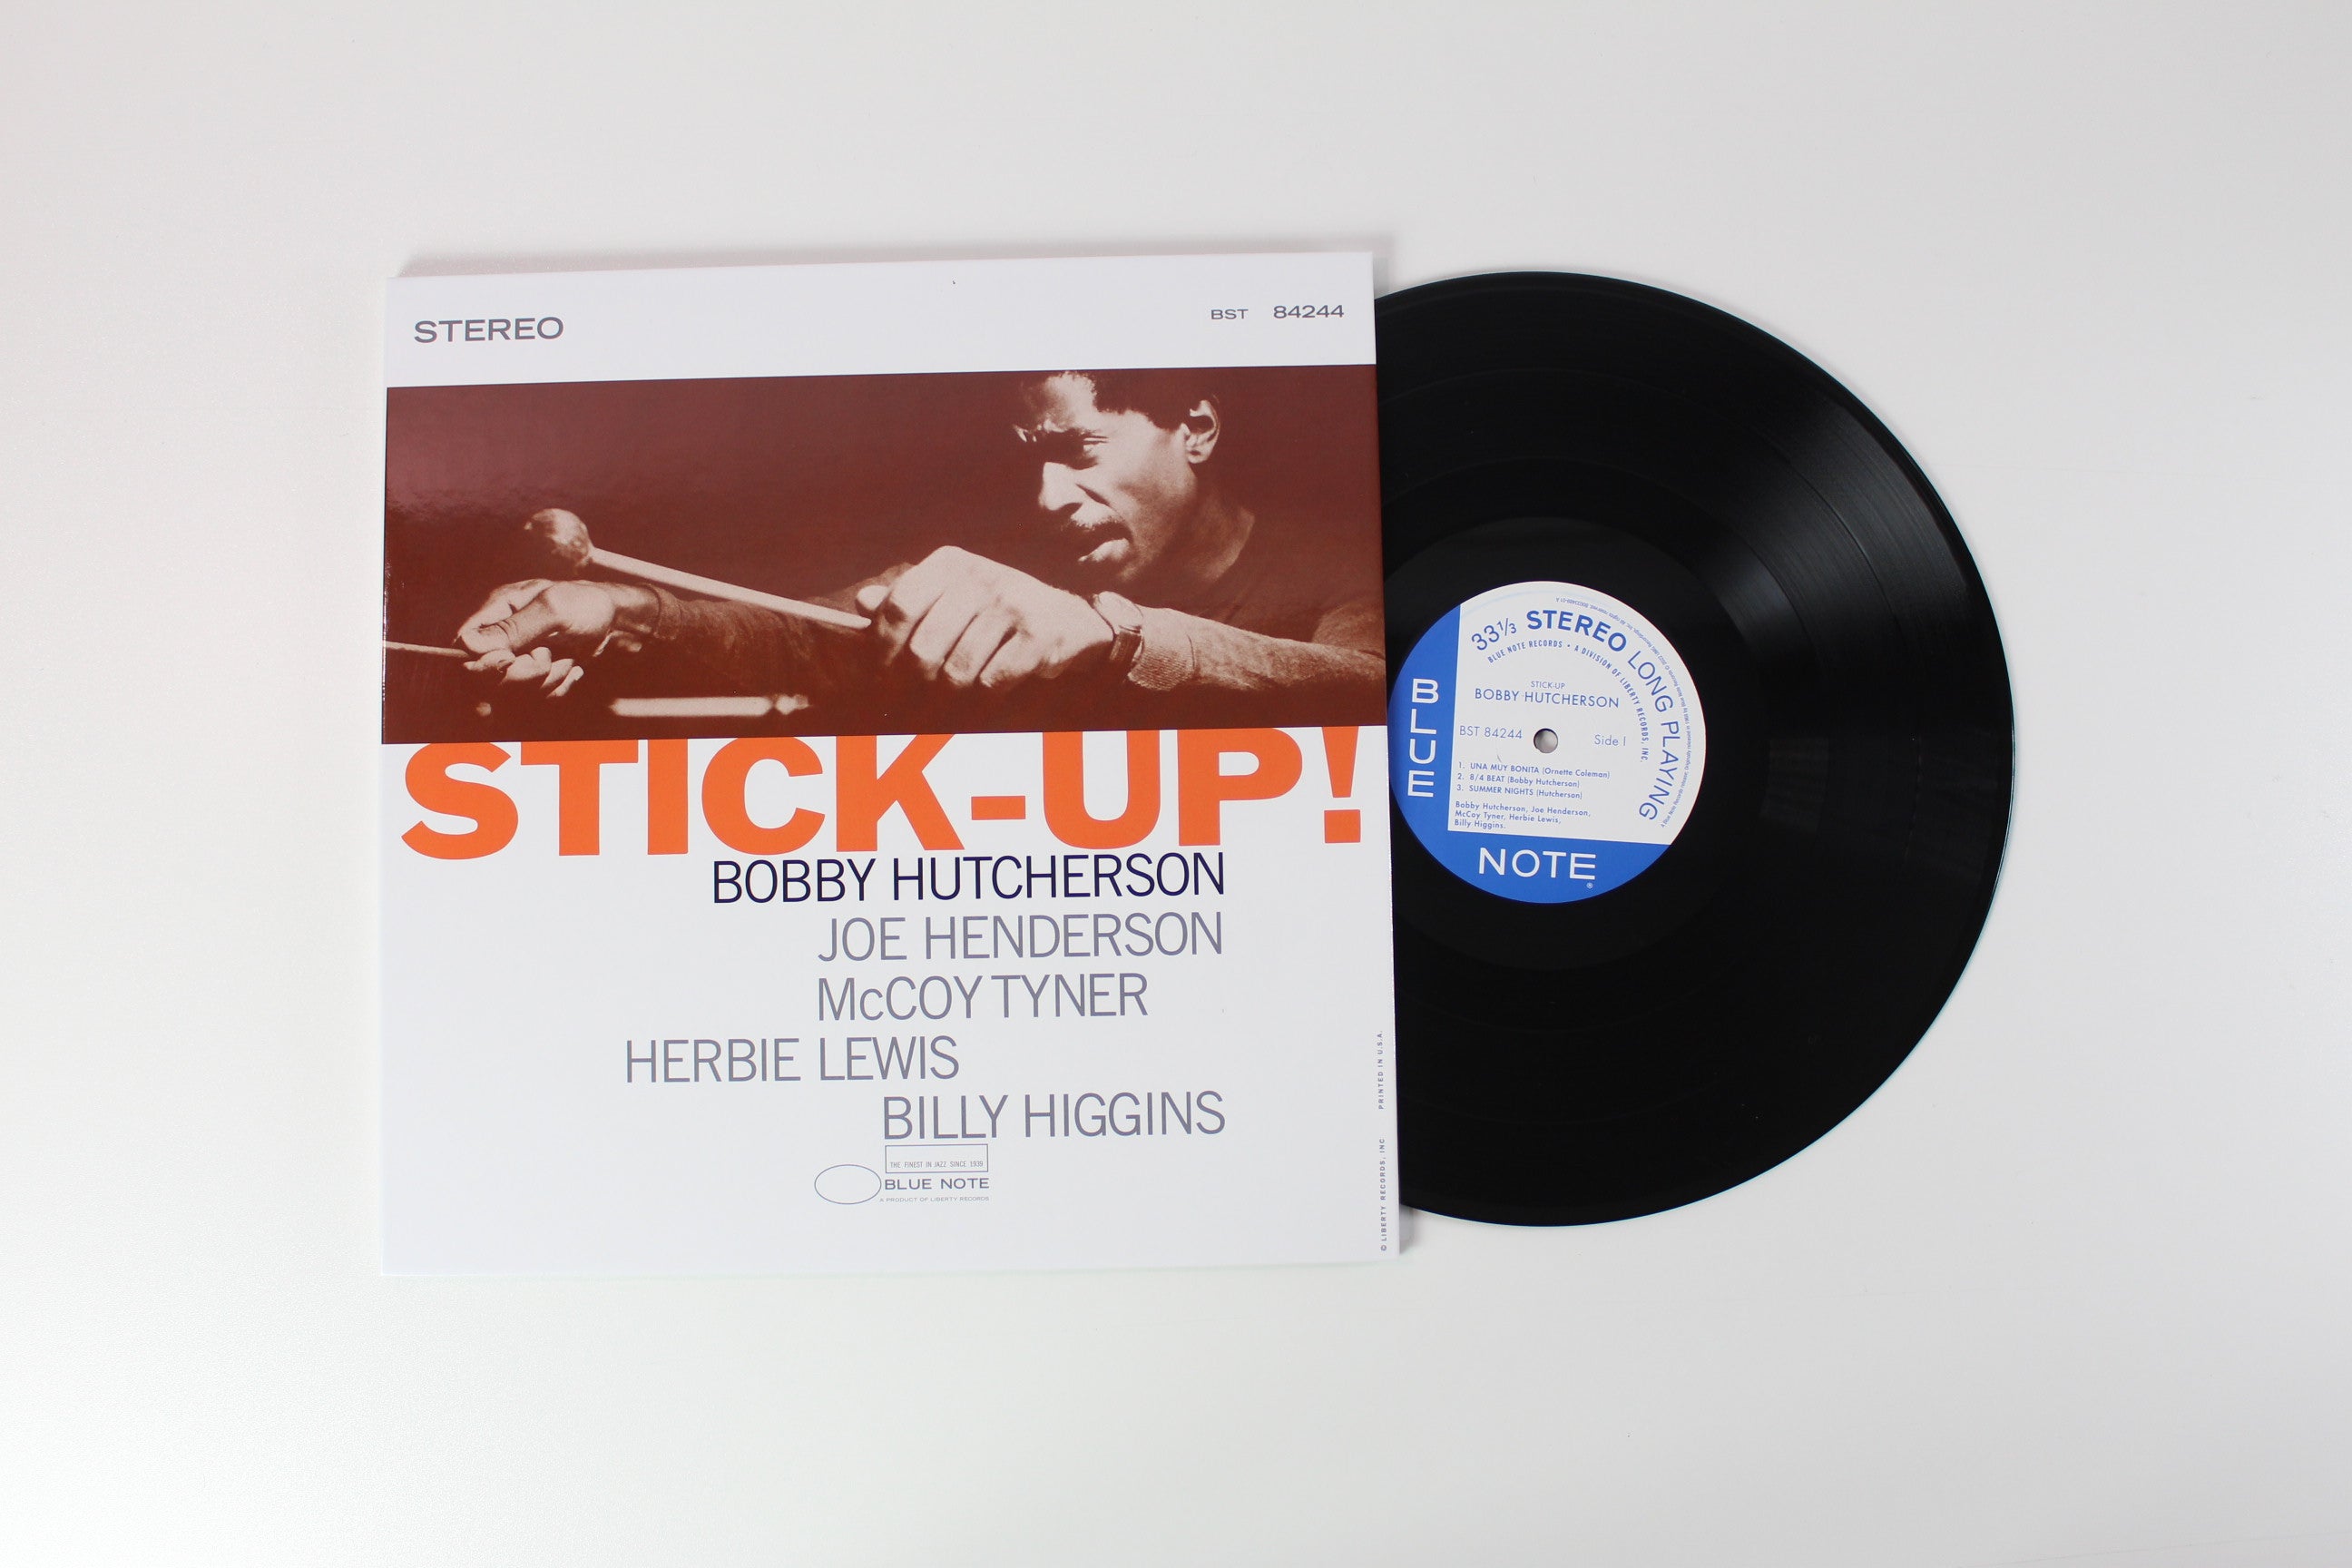 STEREO
BST 84244
STICK-UP!
BOBBY HUTCHERSON
JOE HENDERSON
McCOY TYNER
HERBIE LEWIS
BILLY HIGGINS
THE FINEST IN JAZZ SINCE 1939
BLUE NOTE
A PRODUCT OF LIBERTY RECORDS
© LIBERTY RECORDS, INC PRINTED IN U.S.A.
33 1/3 STEREO LONG PLAYING
BLUE NOTE RECORDS • A DIVISION OF LIBERTY RECORDS, INC.
STICK-UP
BOBBY HUTCHERSON
BST 84244 Side 1
1. UNA MUY BONITA (Ornette Coleman)
2. 8/4 BEAT (Bobby Hutcherson)
3. SUMMER NIGHTS (Hutcherson)
Bobby Hutcherson, Joe Henderson,
McCoy Tyner, Herbie Lewis,
Billy Higgins.
BLUE
NOTE®